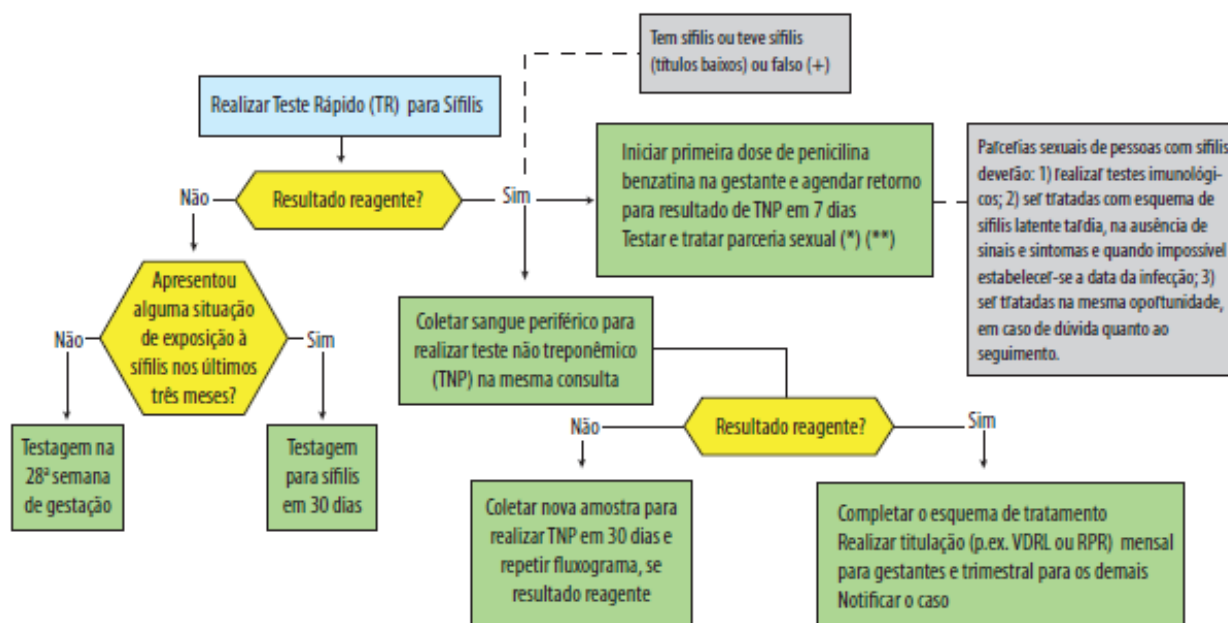 Tem sífilis ou teve sífilis
(títulos baixos) ou falso (+)
Realizar Teste Rápido (TR) para Sífilis
Resultado reagente?
Não
Sim
Iniciar primeira dose de penicilina
benzatina na gestante e agendar retorno
para resultado de TNP em 7 dias
Testar e tratar parceria sexual (*) (**)
Parcerias sexuais de pessoas com sífilis
deverão: 1) realizar testes imunológi-
cos; 2) ser tratadas com esquema de
sífilis latente tardia, na ausência de
sinais e sintomas e quando impossível
estabelecer-se a data da infecção; 3)
ser tratadas na mesma oportunidade,
em caso de dúvida quanto ao
seguimento.
Apresentou
alguma situação
de exposição à
sífilis nos últimos
três meses?
Não
Sim
Testagem na
28ª semana
de gestação
Testagem
para sífilis
em 30 dias
Coletar sangue periférico para
realizar teste não treponêmico
(TNP) na mesma consulta
Resultado reagente?
Não
Sim
Coletar nova amostra para
realizar TNP em 30 dias e
repetir fluxograma, se
resultado reagente
Completar o esquema de tratamento
Realizar titulação (p.ex. VDRL ou RPR) mensal
para gestantes e trimestral para os demais
Notificar o caso